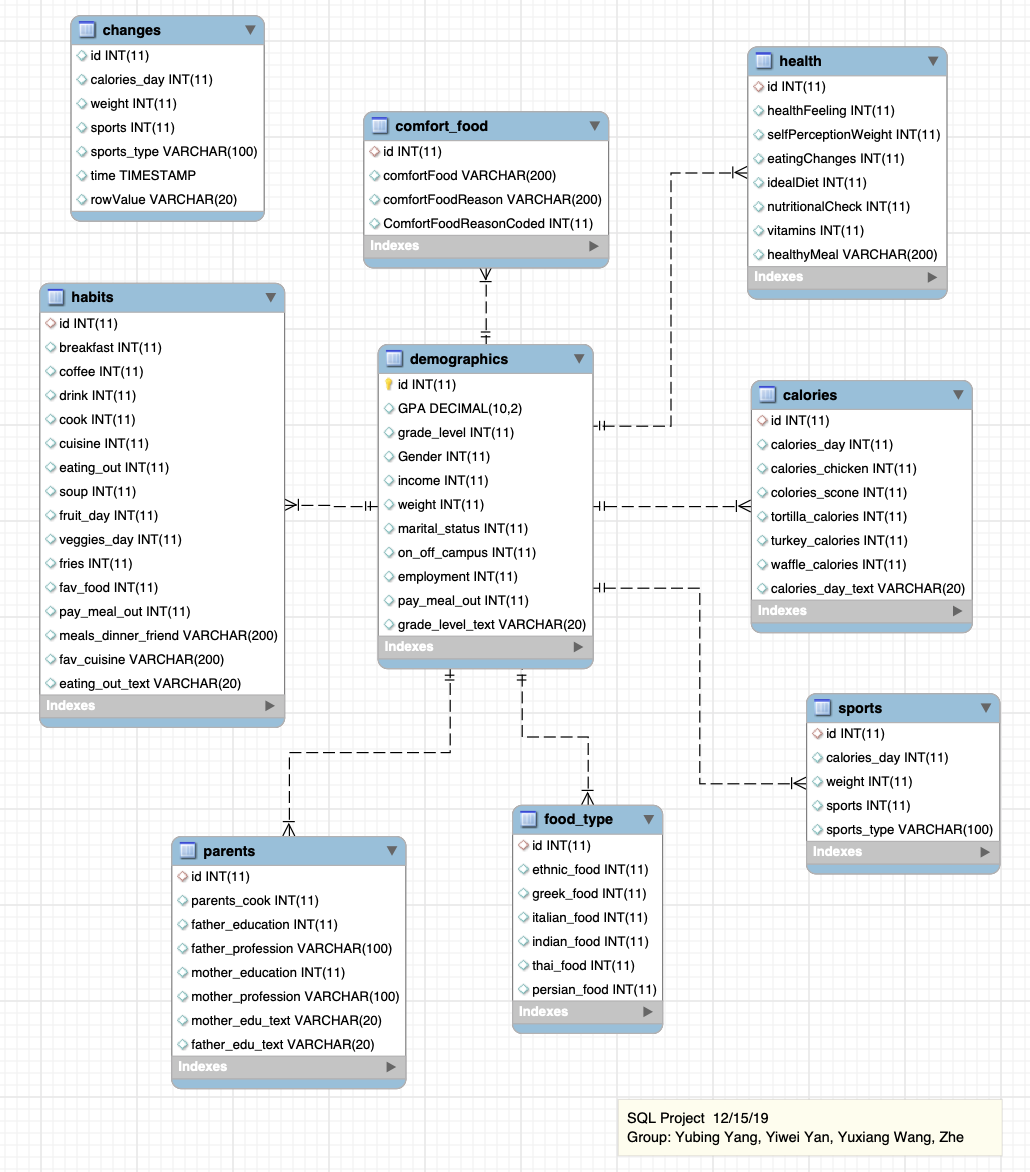 changes
id INT(11)
calories_day INT(11)
weight INT(11)
sports INT(11)
sports_type VARCHAR(100)
time TIMESTAMP
rowValue VARCHAR(20)
comfort_food
id INT(11)
comfortFood VARCHAR(200)
comfortFoodReason VARCHAR(200)
ComfortFoodReasonCoded INT(11)
Indexes
health
id INT(11)
healthFeeling INT(11)
selfPerceptionWeight INT(11)
eatingChanges INT(11)
idealDiet INT(11)
nutritionalCheck INT(11)
vitamins INT(11)
healthyMeal VARCHAR(200)
Indexes
habits
id INT(11)
breakfast INT(11)
coffee INT(11)
drink INT(11)
cook INT(11)
cuisine INT(11)
eating_out INT(11)
soup INT(11)
fruit_day INT(11)
veggies_day INT(11)
fries INT(11)
fav_food INT(11)
pay_meal_out INT(11)
meals_dinner_friend VARCHAR(200)
fav_cuisine VARCHAR(200)
eating_out_text VARCHAR(20)
Indexes
demographics
id INT(11)
GPA DECIMAL(10,2)
grade_level INT(11)
Gender INT(11)
income INT(11)
weight INT(11)
marital_status INT(11)
on_off_campus INT(11)
employment INT(11)
pay_meal_out INT(11)
grade_level_text VARCHAR(20)
Indexes
calories
id INT(11)
calories_day INT(11)
calories_chicken INT(11)
colories_scone INT(11)
tortilla_calories INT(11)
turkey_calories INT(11)
waffle_calories INT(11)
calories_day_text VARCHAR(20)
Indexes
sports
id INT(11)
calories_day INT(11)
weight INT(11)
sports INT(11)
sports_type VARCHAR(100)
Indexes
parents
id INT(11)
parents_cook INT(11)
father_education INT(11)
father_profession VARCHAR(100)
mother_education INT(11)
mother_profession VARCHAR(100)
mother_edu_text VARCHAR(20)
father_edu_text VARCHAR(20)
Indexes
food_type
id INT(11)
ethnic_food INT(11)
greek_food INT(11)
italian_food INT(11)
indian_food INT(11)
thai_food INT(11)
persian_food INT(11)
Indexes
SQL Project 12/15/19
Group: Yubing Yang, Yiwei Yan, Yuxiang Wang, Zhe